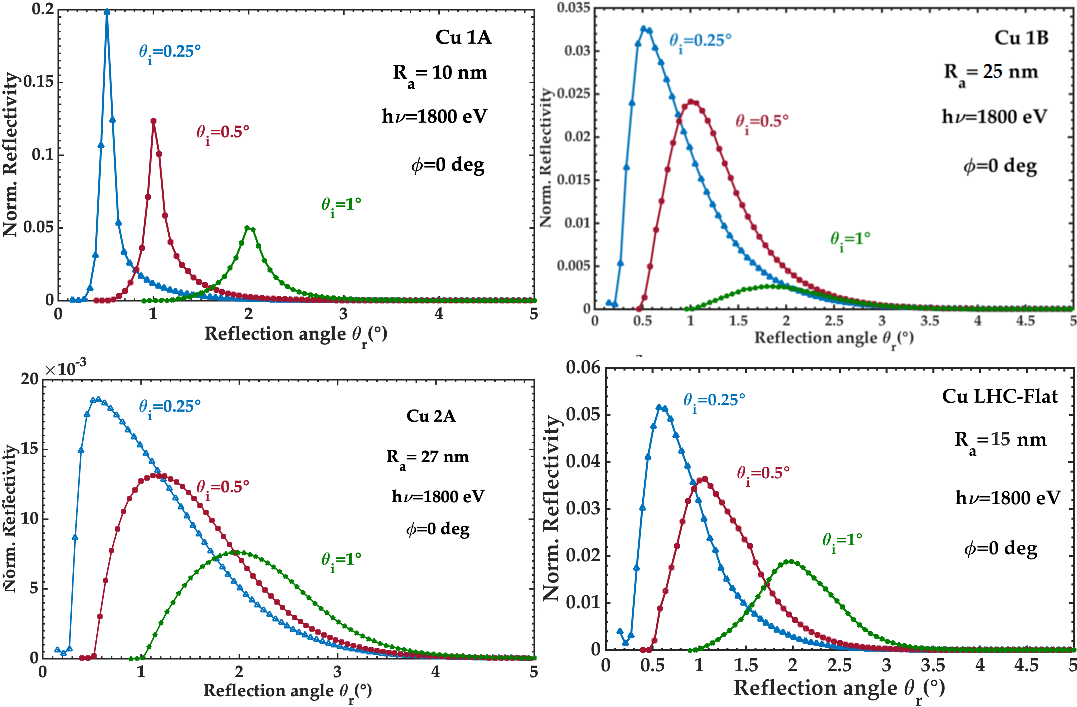 0.2
0.15
0.1
0.05
0
Norm. Reflectivity
θi=0.25°
θi=0.5°
θi=1°
Cu 1A
Ra= 10 nm
hν=1800 eV
ϕ=0 deg
0 1 2 3 4 5
Reflection angle θr(°)
0.035
0.03
0.025
0.02
0.015
0.01
0.005
0
Norm. Reflectivity
θi=0.25°
θi=0.5°
θi=1°
Cu 1B
Ra= 25 nm
hν=1800 eV
ϕ=0 deg
0 0.5 1 1.5 2 2.5 3 3.5 4 4.5 5
Reflection angle θr(°)
×10-3
20
15
10
5
0
Norm. Reflectivity
θi=0.25°
θi=0.5°
θi=1°
Cu 2A
Ra= 27 nm
hν=1800 eV
ϕ=0 deg
0 1 2 3 4 5
Reflection angle θr(°)
0.06
0.05
0.04
0.03
0.02
0.01
0
Norm. Reflectivity
θi=0.25°
θi=0.5°
θi=1°
Cu LHC-Flat
Ra=15 nm
hν=1800 eV
ϕ=0 deg
0 0.5 1 1.5 2 2.5 3 3.5 4 4.5 5
Reflection angle θr(°)